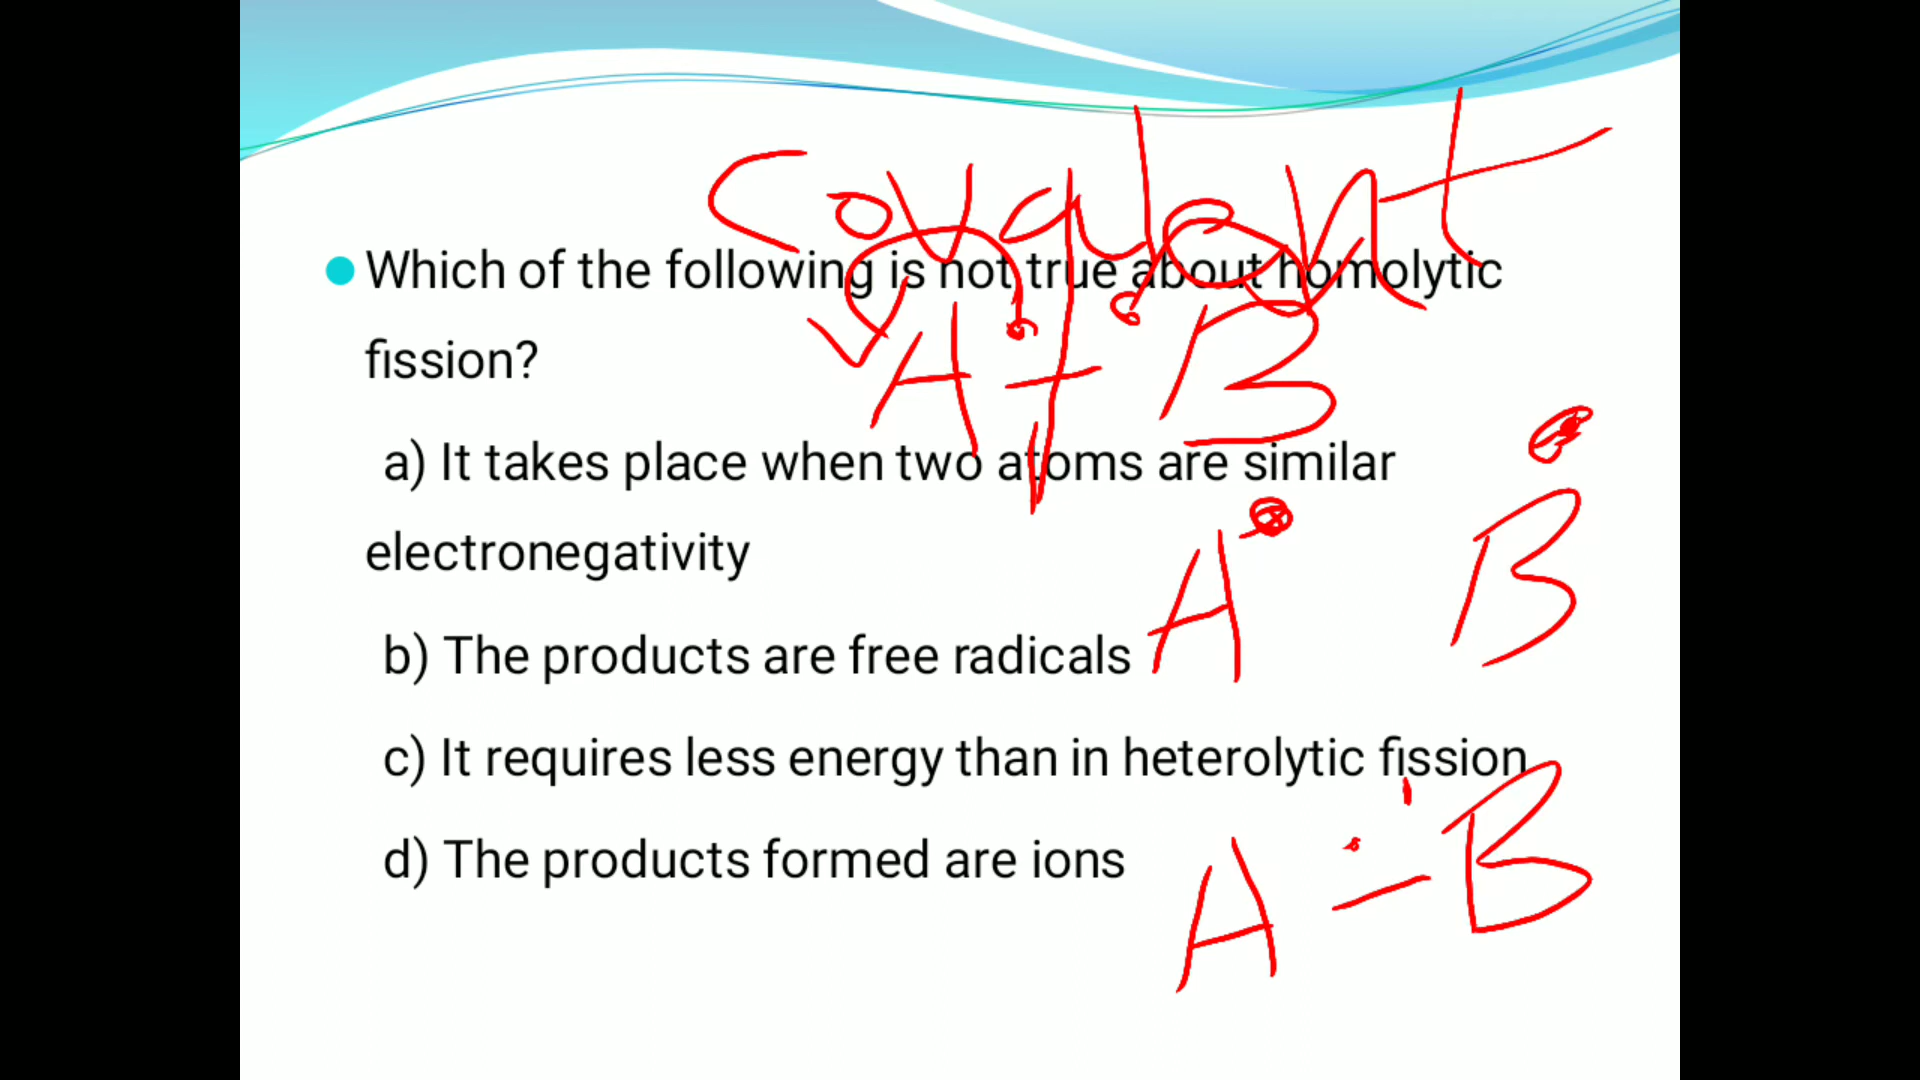 Covalent
Which of the following is not true about homolytic
fission?
A + B
a) It takes place when two atoms are similar
electronegativity
A B
b) The products are free radicals
c) It requires less energy than in heterolytic fission
d) The products formed are ions
A - B